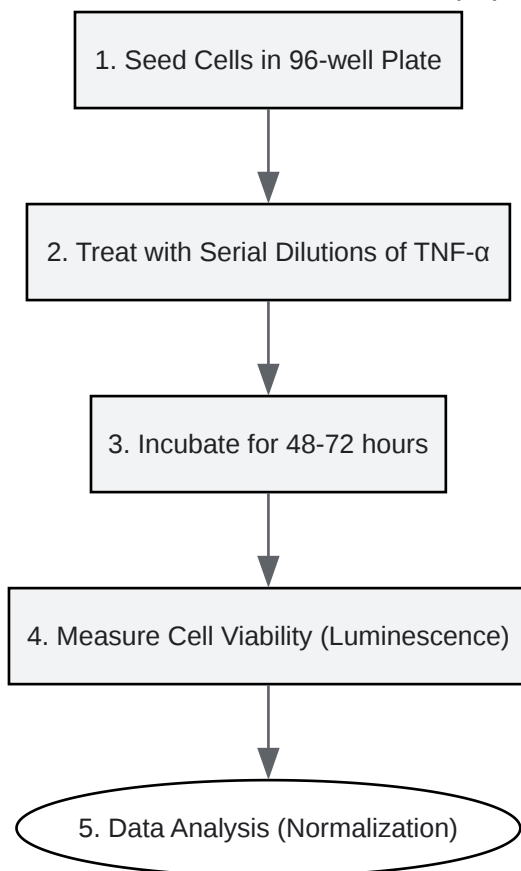 1. Seed Cells in 96-well Plate
2. Treat with Serial Dilutions of TNF-α
3. Incubate for 48-72 hours
4. Measure Cell Viability (Luminescence)
5. Data Analysis (Normalization)